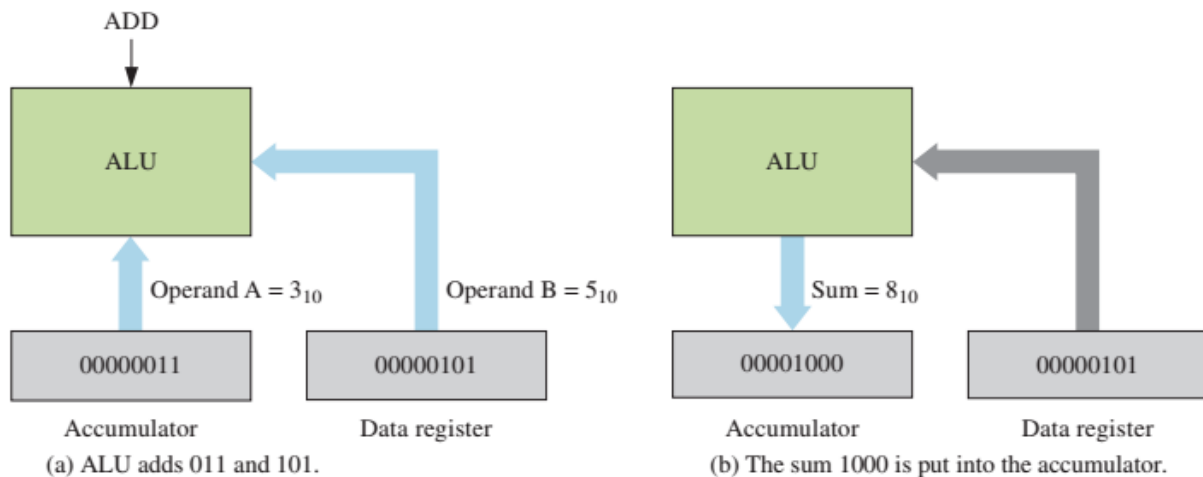 ADD
ALU
Operand A = 3₁₀
Operand B = 5₁₀
00000011
00000101
Accumulator
Data register
(a) ALU adds 011 and 101.
ALU
Sum = 8₁₀
00001000
00000101
Accumulator
Data register
(b) The sum 1000 is put into the accumulator.